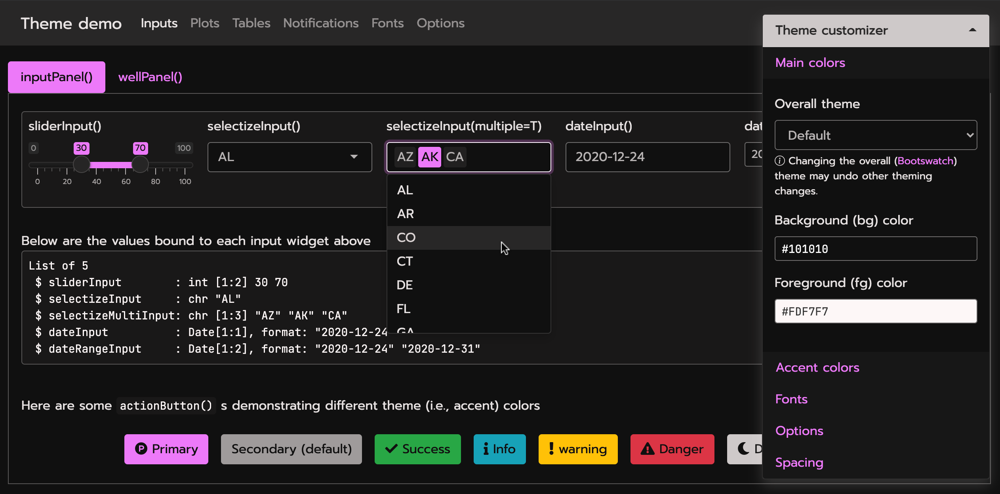 Theme demo Inputs Plots Tables Notifications Fonts Options
Theme customizer
Main colors
inputPanel() wellPanel()
Overall theme
Default
Changing the overall (Bootswatch)
theme may undo other theming
changes.
Background (bg) color
#101010
Foreground (fg) color
#FDF7F7
Accent colors
Fonts
Options
Spacing
sliderInput()
0 30 70 100
0 20 40 60 80 100
selectizeInput()
AL
selectizeInput(multiple=T)
AZ AK CA
AL
AR
CO
CT
DE
FL
GA
dateInput()
2020-12-24
Below are the values bound to each input widget above
List of 5
$ sliderInput : int [1:2] 30 70
$ selectizeInput : chr "AL"
$ selectizeMultiInput: chr [1:3] "AZ" "AK" "CA"
$ dateInput : Date[1:1], format: "2020-12-24
$ dateRangeInput : Date[1:2], format: "2020-12-24" "2020-12-31"
Here are some actionButton() s demonstrating different theme (i.e., accent) colors
Primary Secondary (default) Success Info warning Danger